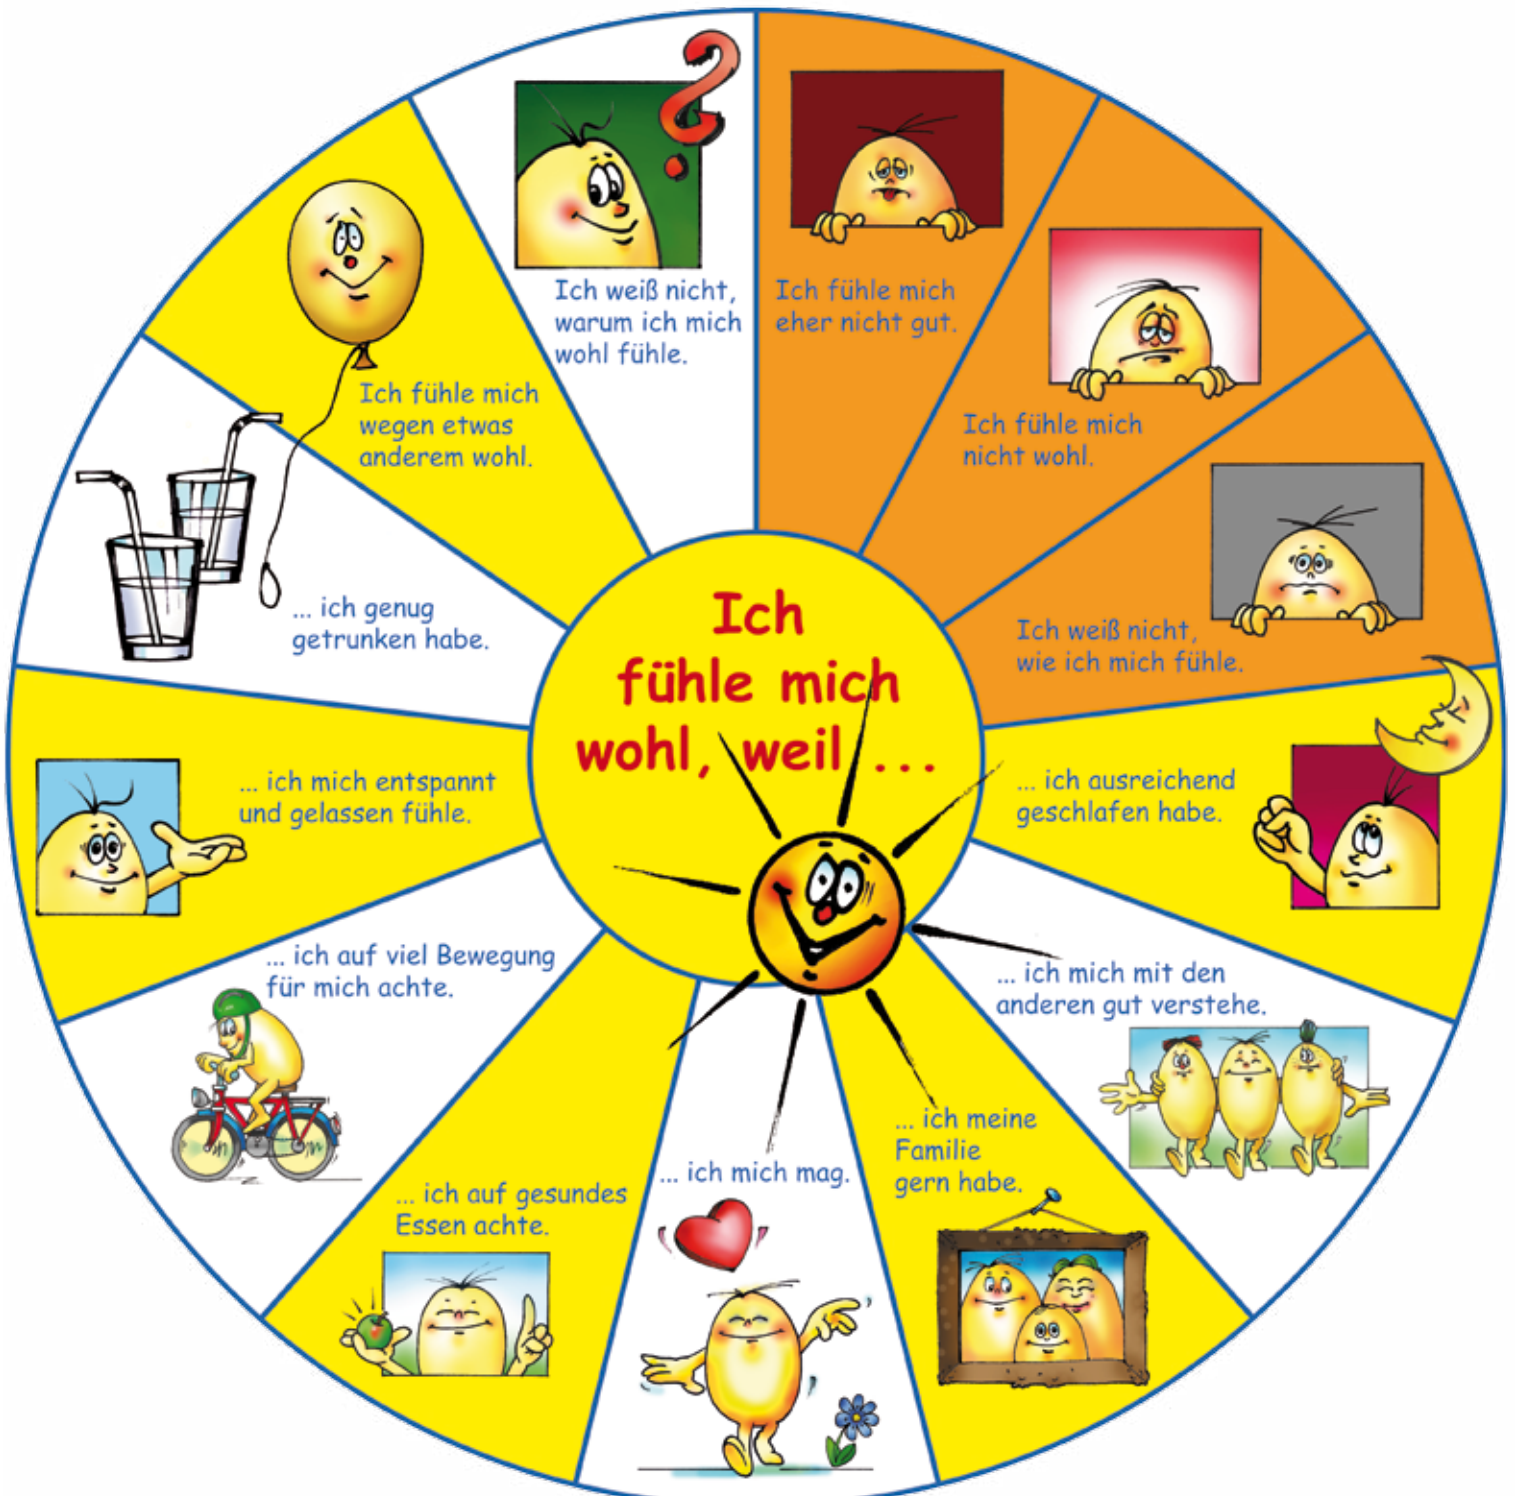 Ich
fühle mich
wohl, weil ...
Ich fühle mich
eher nicht gut.
Ich fühle mich
nicht wohl.
Ich weiß nicht,
wie ich mich fühle.
... ich ausreichend
geschlafen habe.
... ich mich mit den
anderen gut verstehe.
... ich meine
Familie
gern habe.
... ich mich mag.
... ich auf gesundes
Essen achte.
... ich auf viel Bewegung
für mich achte.
... ich mich entspannt
und gelassen fühle.
... ich genug
getrunken habe.
Ich fühle mich
wegen etwas
anderem wohl.
Ich weiß nicht,
warum ich mich
wohl fühle.
?